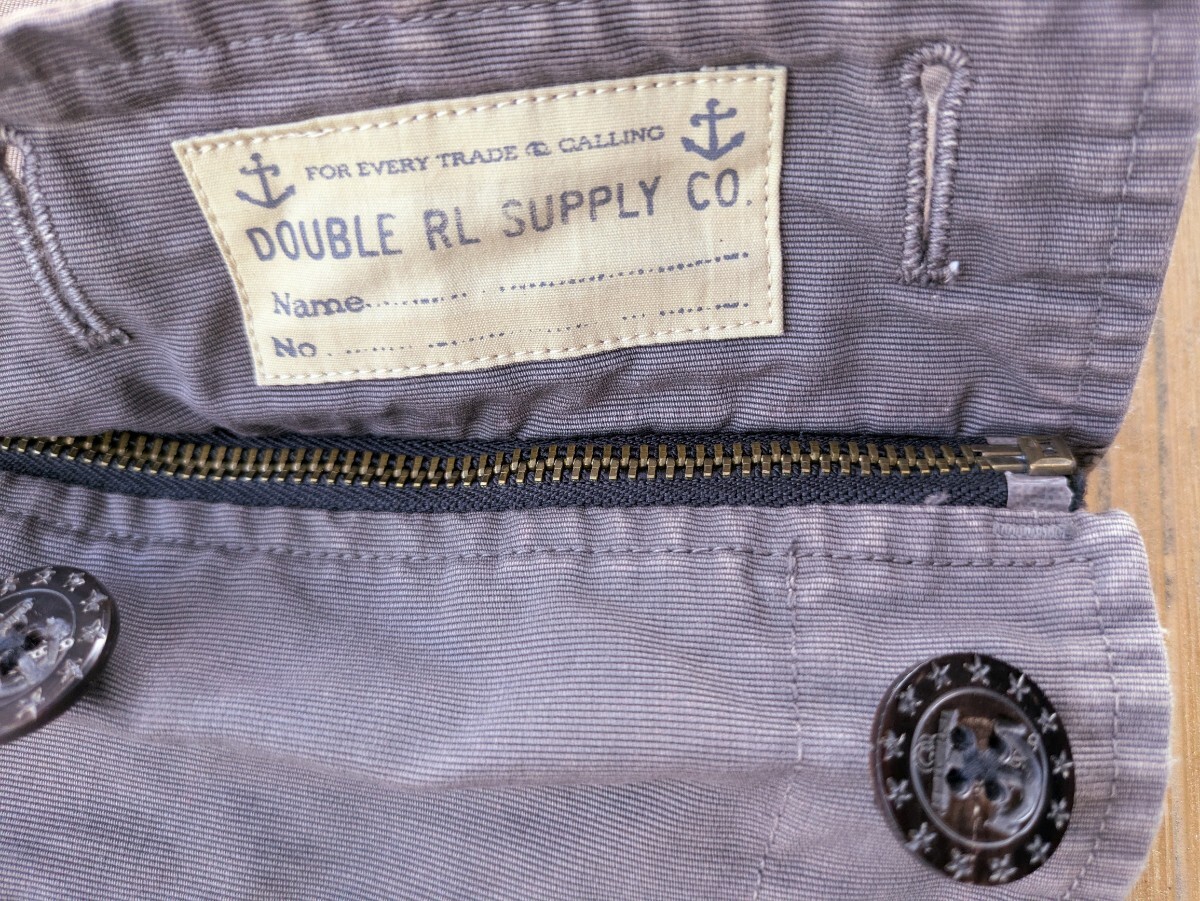 FOR EVERY TRADE & CALLING
DOUBLE RL SUPPLY CO.
Name
No